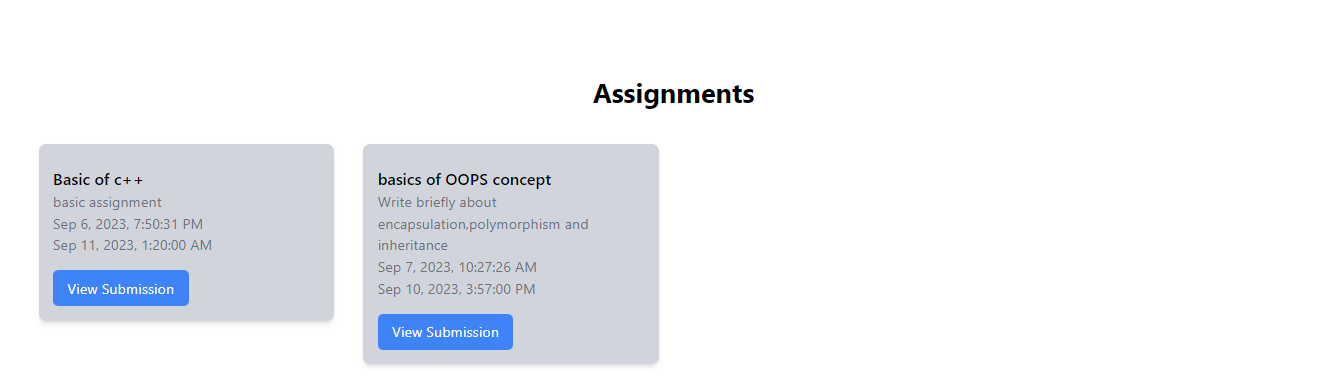 Assignments
Basic of c++
basic assignment
Sep 6, 2023, 7:50:31 PM
Sep 11, 2023, 1:20:00 AM
View Submission
basics of OOPS concept
Write briefly about
encapsulation,polymorphism and
inheritance
Sep 7, 2023, 10:27:26 AM
Sep 10, 2023, 3:57:00 PM
View Submission